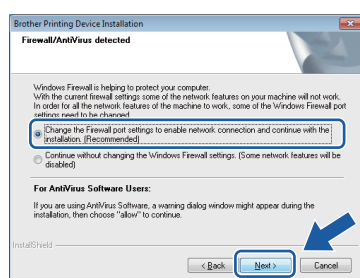 Brother Printing Device Installation
Firewall/AntiVirus detected
Windows Firewall is helping to protect your computer.
With the current firewall settings some of the network features on your machine will not work.
In order for all the network features of the machine to work, some of the Windows Firewall port
settings need to be changed.
Change the Firewall port settings to enable network connection and continue with the
installation. (Recommended)
Continue without changing the Windows Firewall settings. (Some network features will be
disabled)
For AntiVirus Software Users:
If you are using AntiVirus Software, a warning dialog window might appear during the
installation, then choose "allow" to continue.
InstallShield
< Back Next > Cancel